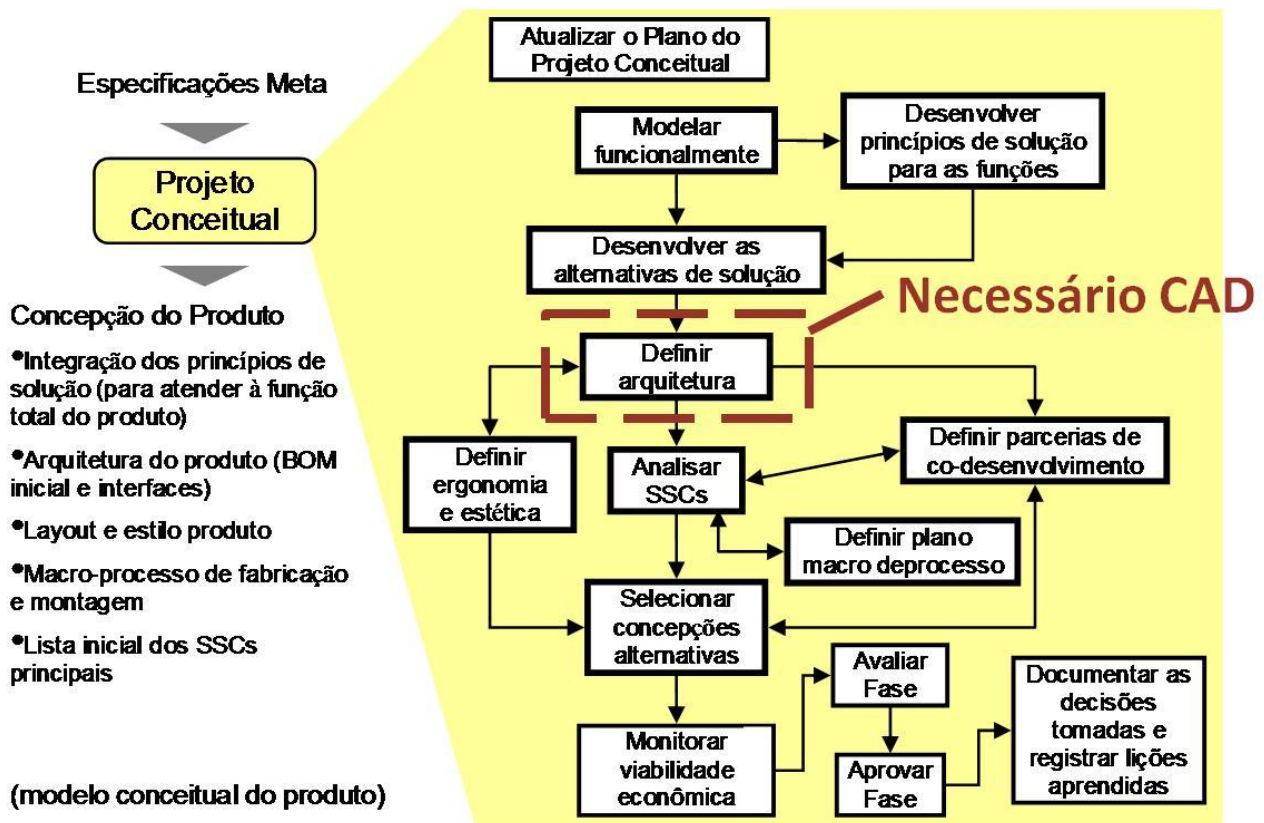 Especificações Meta
Projeto
Conceitual
Concepção do Produto
•Integração dos princípios de
solução (para atender à função
total do produto)
•Arquitetura do produto (BOM
inicial e interfaces)
•Layout e estilo produto
•Macro-processo de fabricação
e montagem
•Lista inicial dos SSCs
principais
(modelo conceitual do produto)
Atualizar o Plano do
Projeto Conceitual
Modelar
funcionalmente
Desenvolver
princípios de solução
para as funções
Desenvolver as
alternativas de solução
Necessário CAD
Definir
arquitetura
Definir
ergonomia
e estética
Analisar
SSCs
Definir parcerias de
co-desenvolvimento
Definir plano
macro deprocesso
Selecionar
concepções
alternativas
Monitorar
viabilidade
econômica
Avaliar
Fase
Aprovar
Fase
Documentar as
decisões
tomadas e
registrar lições
aprendidas